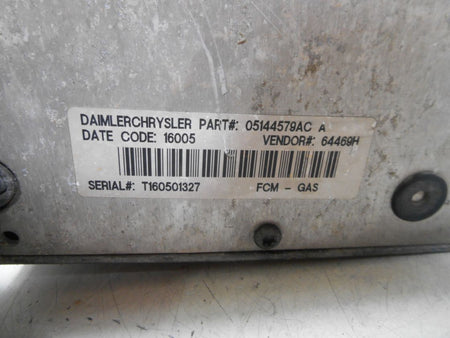 DAIMLERCHRYSLER PART#: 05144579AC A
DATE CODE: 16005 VENDOR#: 64469H
SERIAL#: T160501327 FCM - GAS